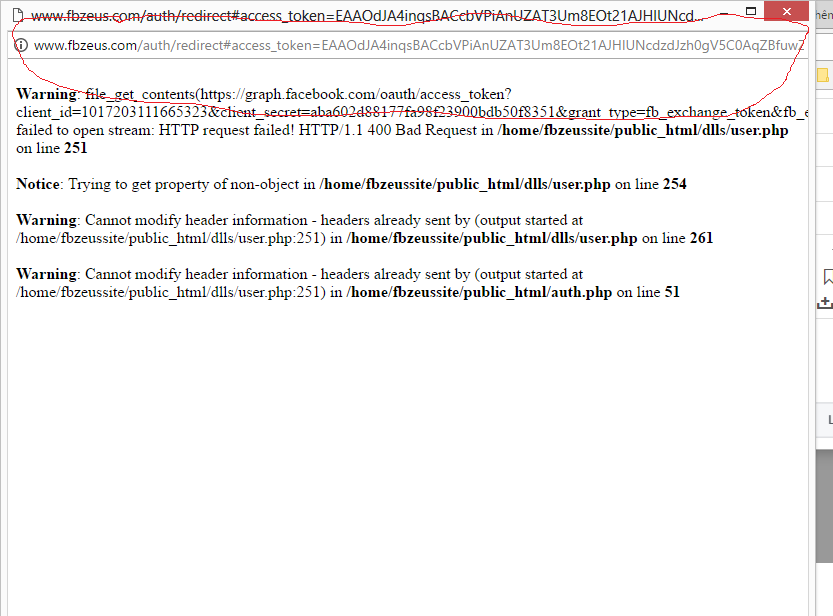 www.fbzeus.com/auth/redirect#access_token=EAAOdJA4inqsBACcbVPiAnUZAT3Um8EOt21AJHIUNcd...
www.fbzeus.com/auth/redirect#access_token=EAAOdJA4inqsBACcbVPiAnUZAT3Um8EOt21AJHIUNcdzdJzh0gV5C0AqZBfuwZ
Warning: file_get_contents(https://graph.facebook.com/oauth/access_token?
client_id=1017203111665323&client_secret=aba602d88177fa98f23900bdb50f8351&grant_type=fb_exchange_token&fb_e
failed to open stream: HTTP request failed! HTTP/1.1 400 Bad Request in /home/fbzeussite/public_html/dlls/user.php
on line 251
Notice: Trying to get property of non-object in /home/fbzeussite/public_html/dlls/user.php on line 254
Warning: Cannot modify header information - headers already sent by (output started at
/home/fbzeussite/public_html/dlls/user.php:251) in /home/fbzeussite/public_html/dlls/user.php on line 261
Warning: Cannot modify header information - headers already sent by (output started at
/home/fbzeussite/public_html/dlls/user.php:251) in /home/fbzeussite/public_html/auth.php on line 51